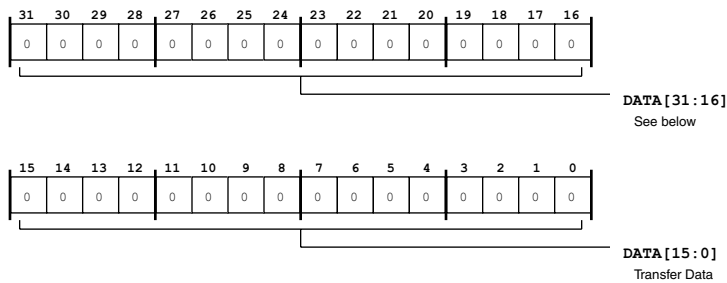 31 30 29 28 27 26 25 24 23 22 21 20 19 18 17 16
0 0 0 0 0 0 0 0 0 0 0 0 0 0 0 0
DATA[31:16]
See below
15 14 13 12 11 10 9 8 7 6 5 4 3 2 1 0
0 0 0 0 0 0 0 0 0 0 0 0 0 0 0 0
DATA[15:0]
Transfer Data